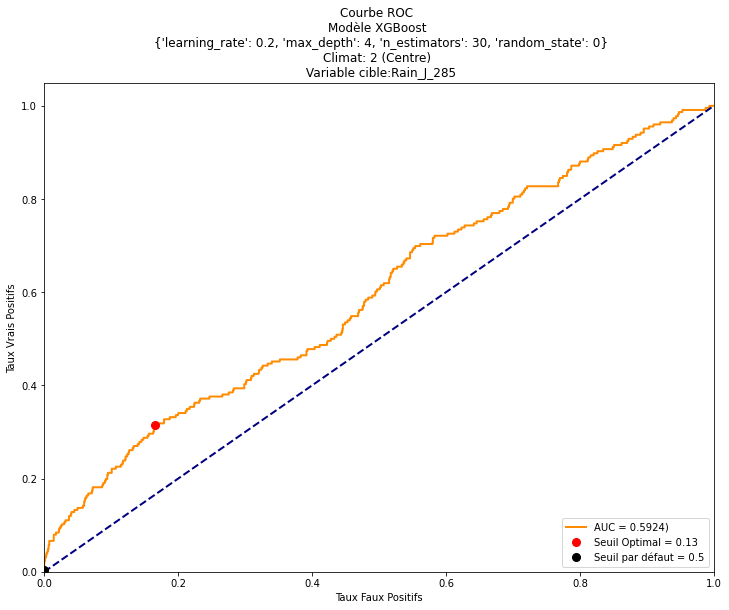 Courbe ROC
Modèle XGBoost
{'learning_rate': 0.2, 'max_depth': 4, 'n_estimators': 30, 'random_state': 0}
Climat: 2 (Centre)
Variable cible:Rain_J_285
1.0
0.8
0.6
0.4
0.2
0.0
Taux Vrais Positifs
AUC = 0.5924)
Seuil Optimal = 0.13
Seuil par défaut = 0.5
0.0 0.2 0.4 0.6 0.8 1.0
Taux Faux Positifs